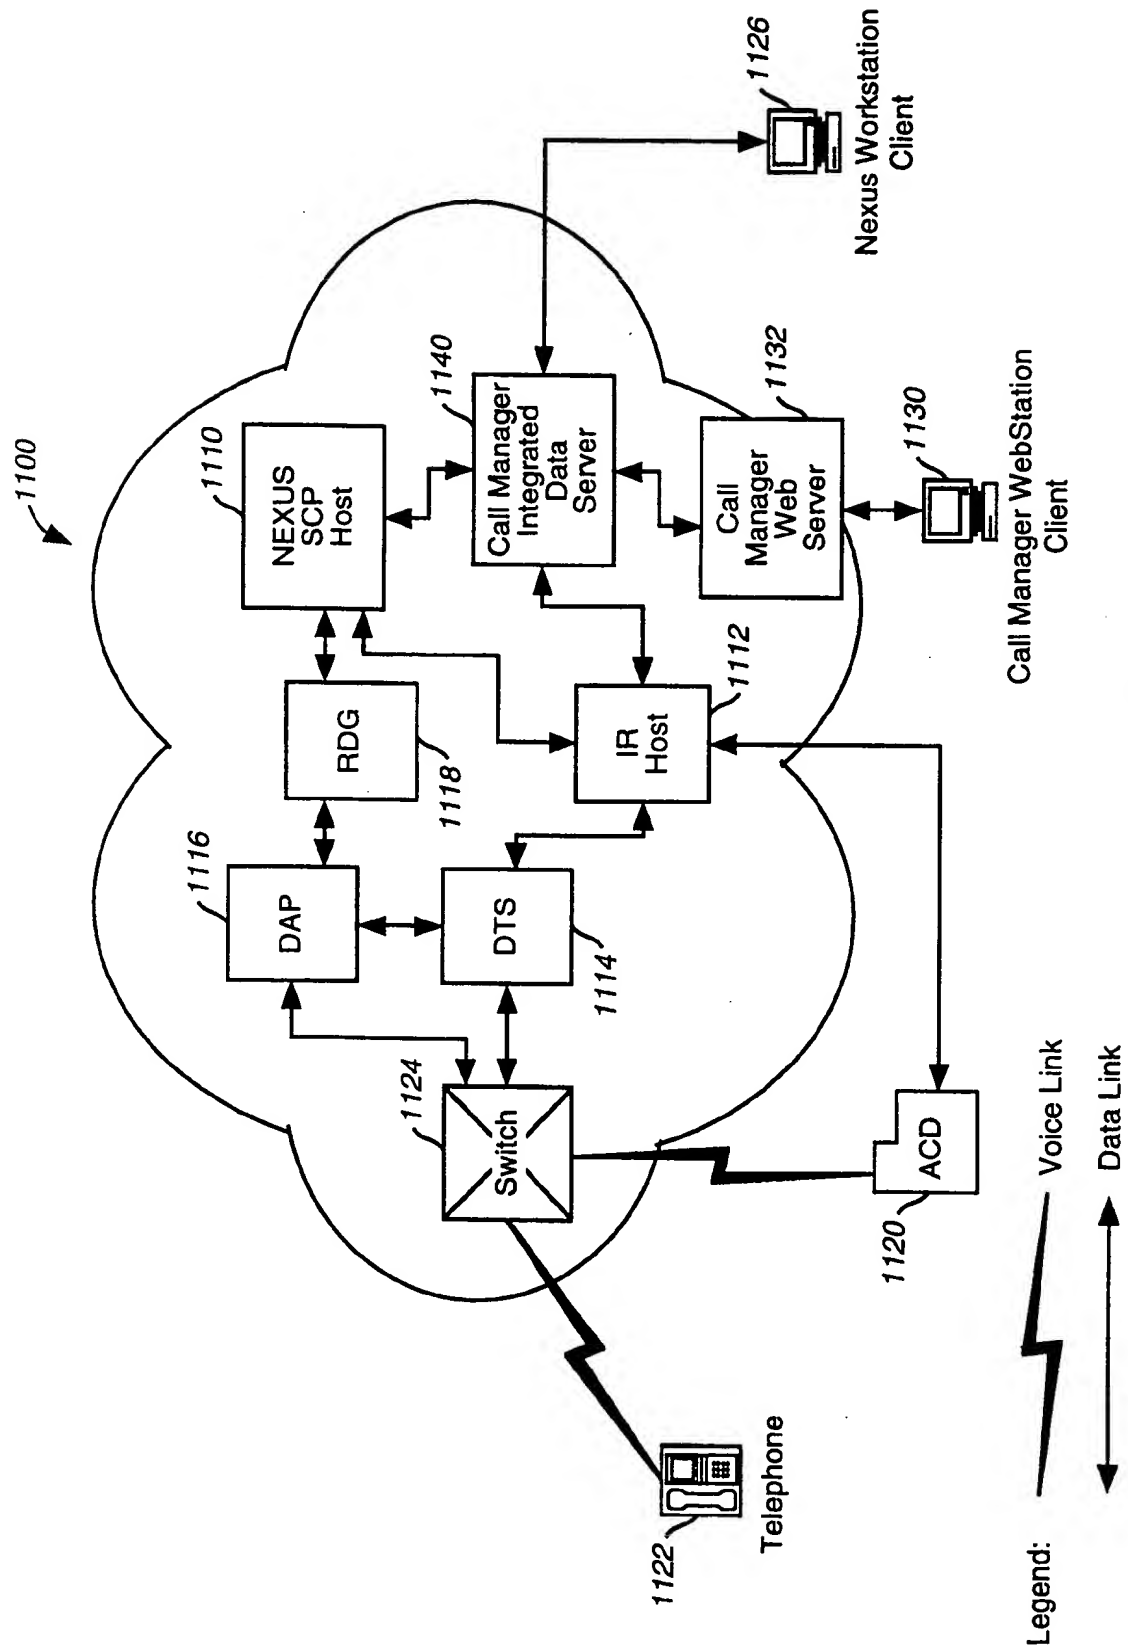 1100
1110
NEXUS
SCP
Host
1140
Call Manager
Integrated
Data
Server
1126
Nexus Workstation
Client
1132
Call
Manager
Web
Server
1130
Call Manager WebStation
Client
RDG
1118
IR
Host
1112
1116
DAP
DTS
1114
1124
Switch
ACD
1120
1122
Telephone
Legend:
Voice Link
Data Link